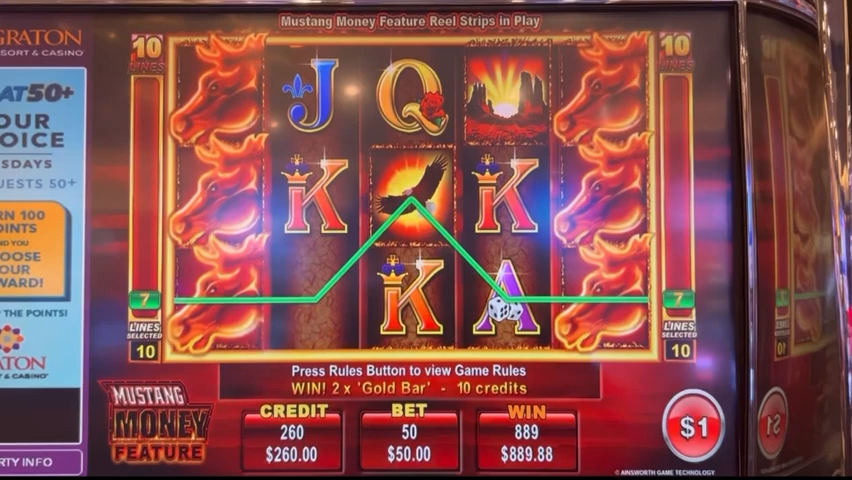 Mustang Money Feature Reel Strips in Play
GRATON
SORT & CASINO
10
LINES
10
LINES
J
Q
K
K
K
A
AT50+
OUR
OICE
SDAYS
UESTS 50+
RN 100
OINTS
ND YOU
OOSE
OUR
WARD!
THE POINTS!
ATON
& CASINO
RTY INFO
7
LINES
SELECTED
10
7
LINES
SELECTED
10
Press Rules Button to view Game Rules
WIN! 2 x 'Gold Bar' - 10 credits
MUSTANG
MONEY
FEATURE
CREDIT
260
$260.00
BET
50
$50.00
WIN
889
$889.88
$1
© AINSWORTH GAME TECHNOLOGY